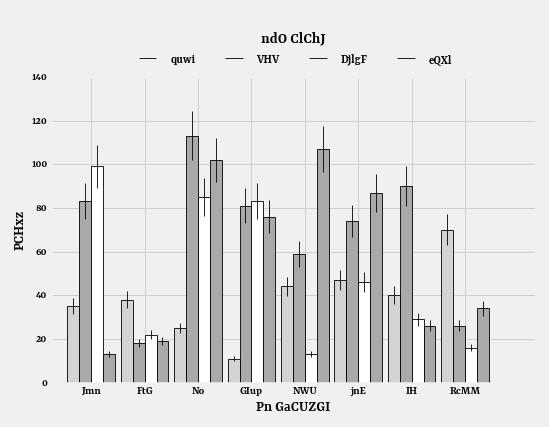 ndO ClChJ
quwi VHV DjlgF eQXl
PCHxz
140
120
100
80
60
40
20
0
Jmn FtG No GIup NWU jnE IH RcMM
Pn GaCUZGI